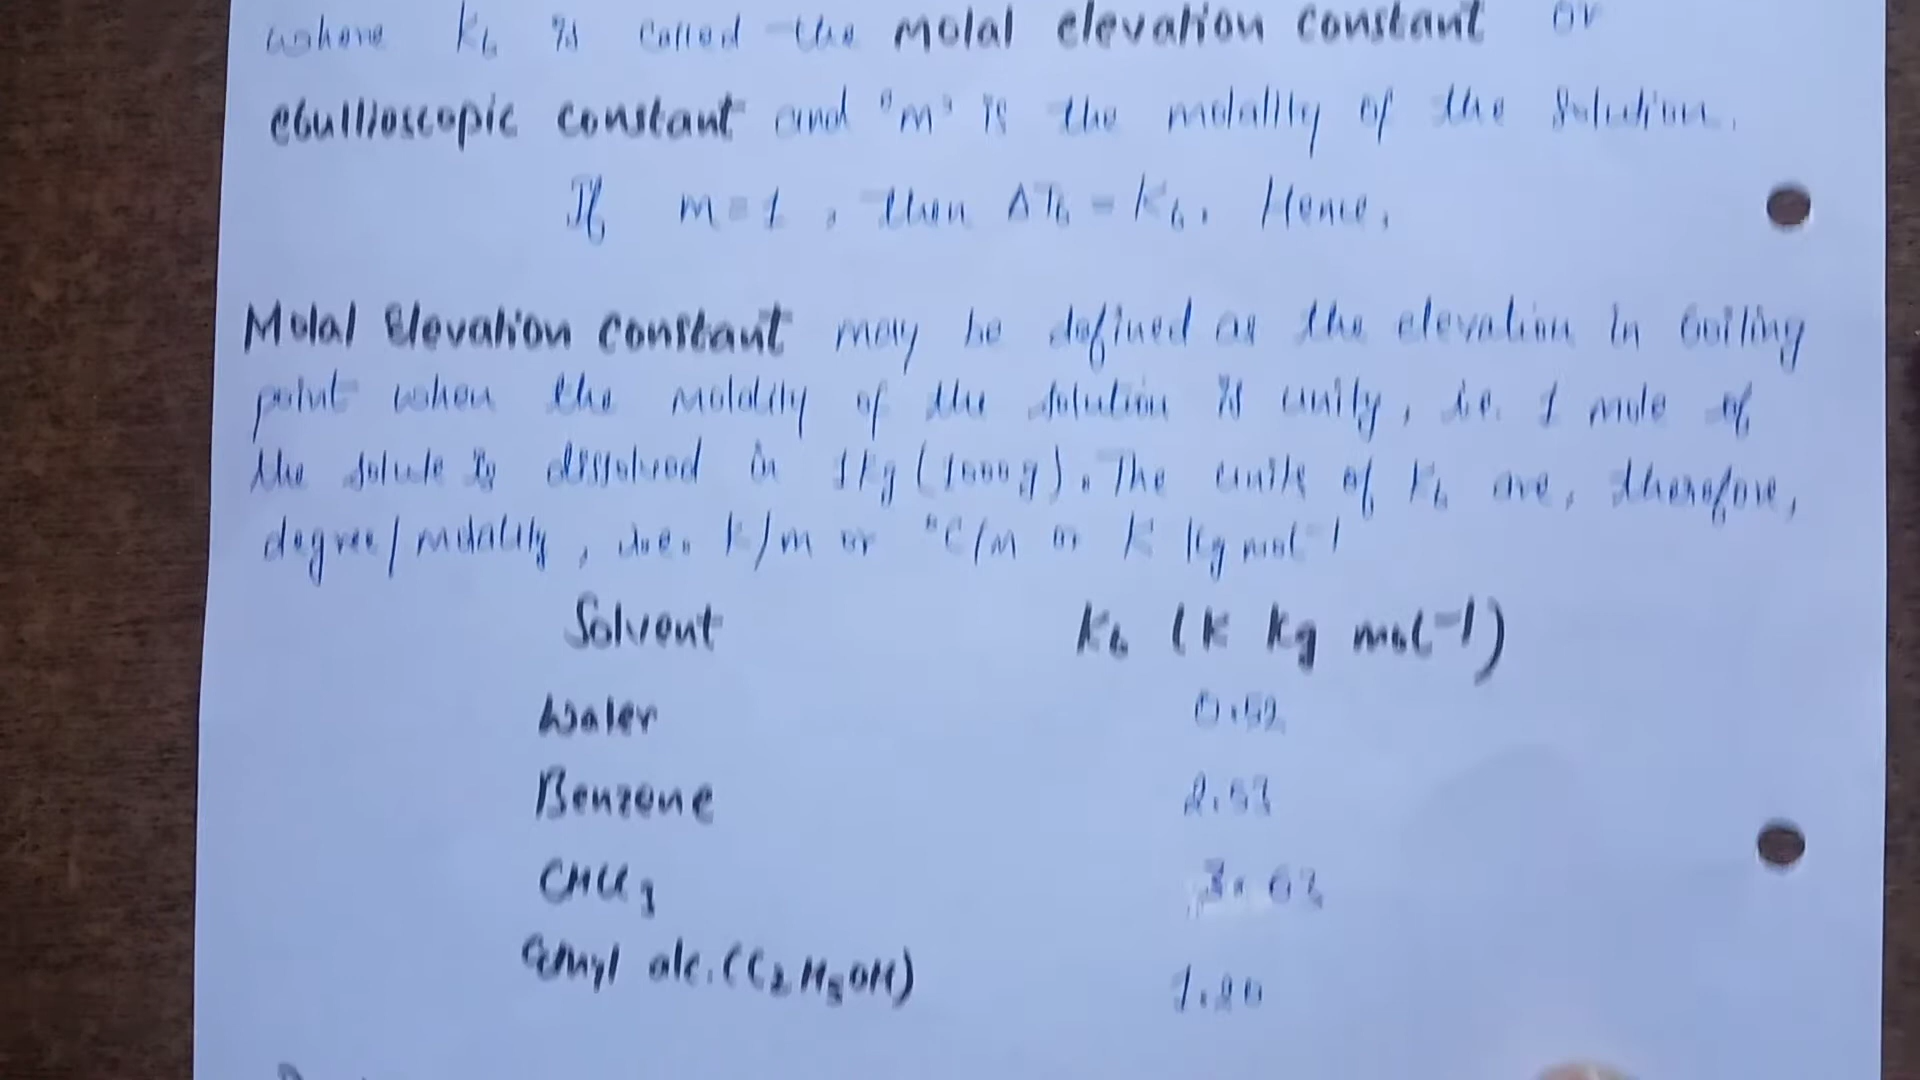 where Kb is called the molal elevation constant or
ebullioscopic constant and "m" is the molality of the solution.
If m=1, then ΔTb = Kb. Hence,
Molal Elevation constant may be defined as the elevation in boiling
point when the molality of the solution is unity, i.e. 1 mole of
the solute is dissolved in 1kg (1000g). The units of Kb are, therefore,
degree/molality, i.e. K/m or °C/m or K kg mol⁻¹
Solvent Kb (K kg mol⁻¹)
Water 0.52
Benzene 2.53
CHCl3 3.63
Ethyl alc. (C2H5OH) 1.20